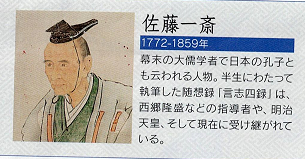 佐藤一斎
1772-1859年
幕末の大儒学者で日本の孔子と
も云われる人物。半生にわたって
執筆した随想録「言志四録」は、
西郷隆盛などの指導者や、明治
天皇、そして現在に受け継がれて
いる。